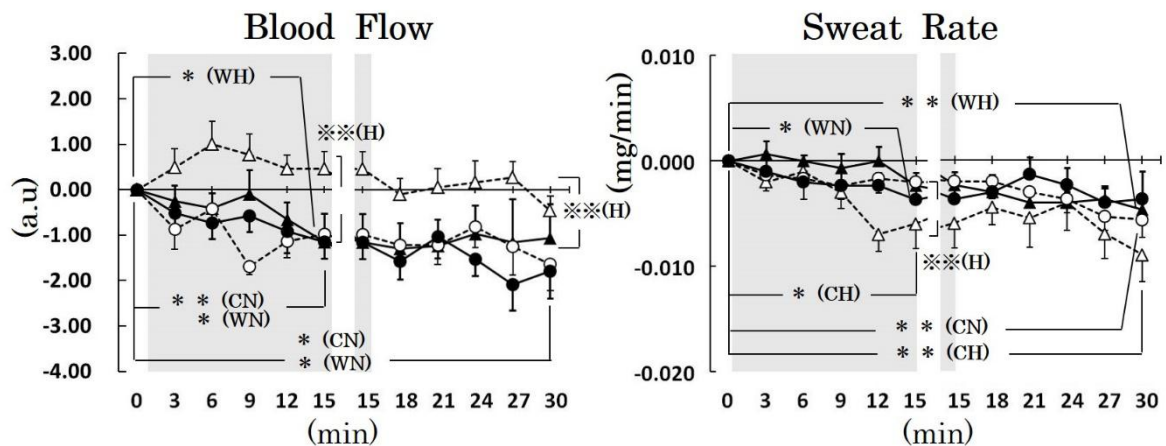 Blood Flow
3.00
2.00
1.00
0.00
-1.00
-2.00
-3.00
-4.00
(a.u)
* (WH)
※※(H)
※※(H)
* * (CN)
* (WN)
* (CN)
* (WN)
0 3 6 9 12 15 15 18 21 24 27 30
(min)
Sweat Rate
0.010
0.000
-0.010
-0.020
(mg/min)
* * (WH)
* (WN)
※※(H)
* (CH)
* * (CN)
* * (CH)
0 3 6 9 12 15 15 18 21 24 27 30
(min)